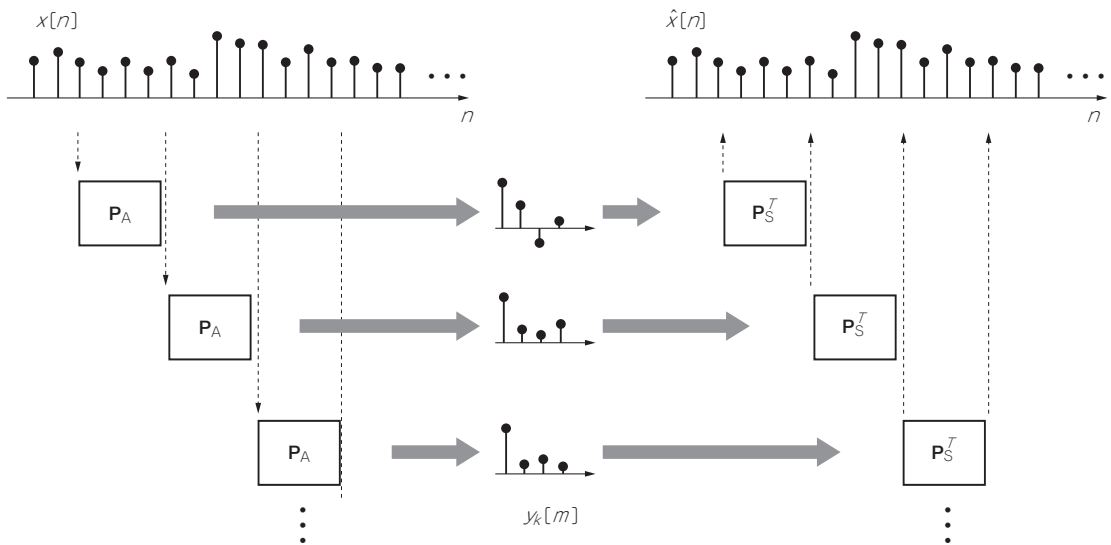 x[n]
x̂[n]
n
n
P_A
P_S^T
P_A
P_S^T
P_A
P_S^T
y_k[m]